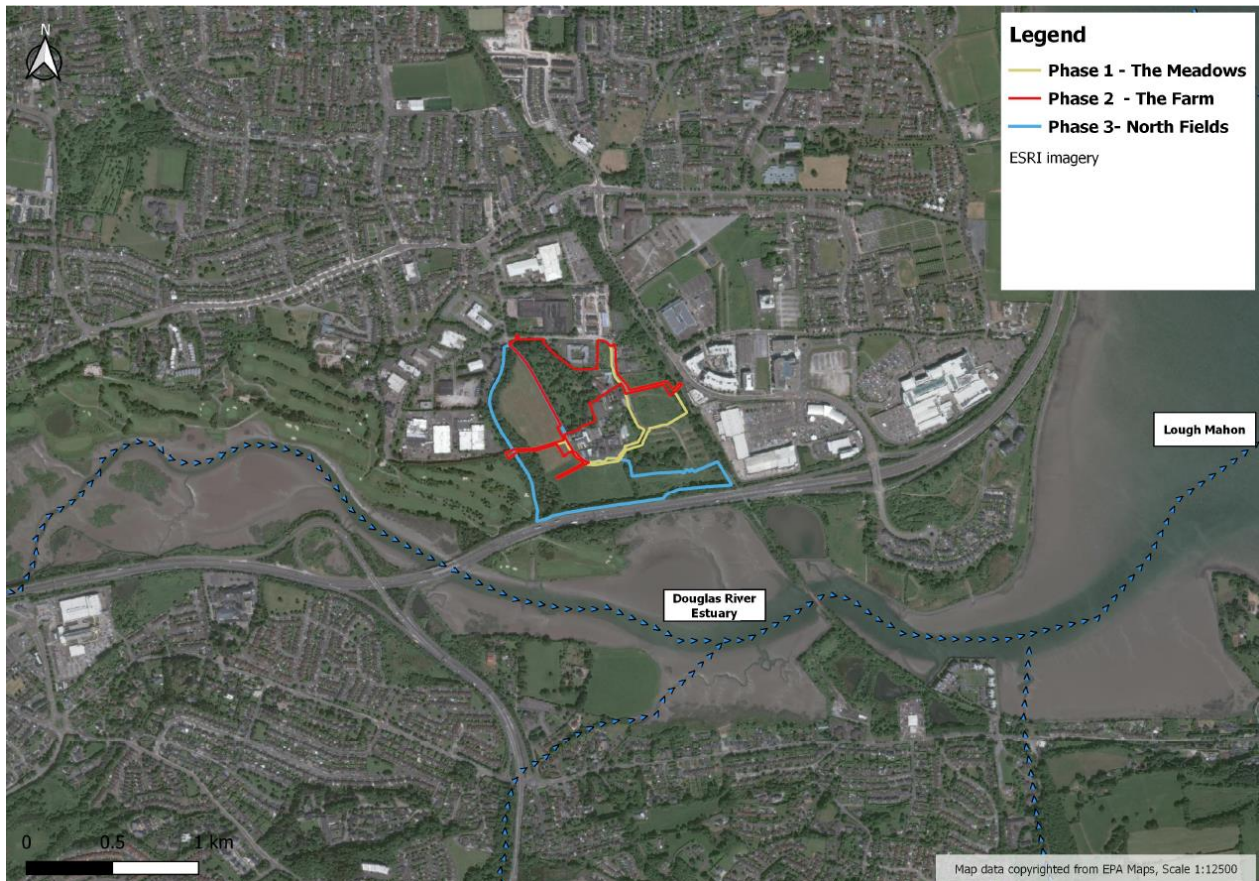 N
Legend
Phase 1 - The Meadows
Phase 2 - The Farm
Phase 3- North Fields
ESRI imagery
Lough Mahon
Douglas River
Estuary
0 0.5 1 km
Map data copyrighted from EPA Maps, Scale 1:12500